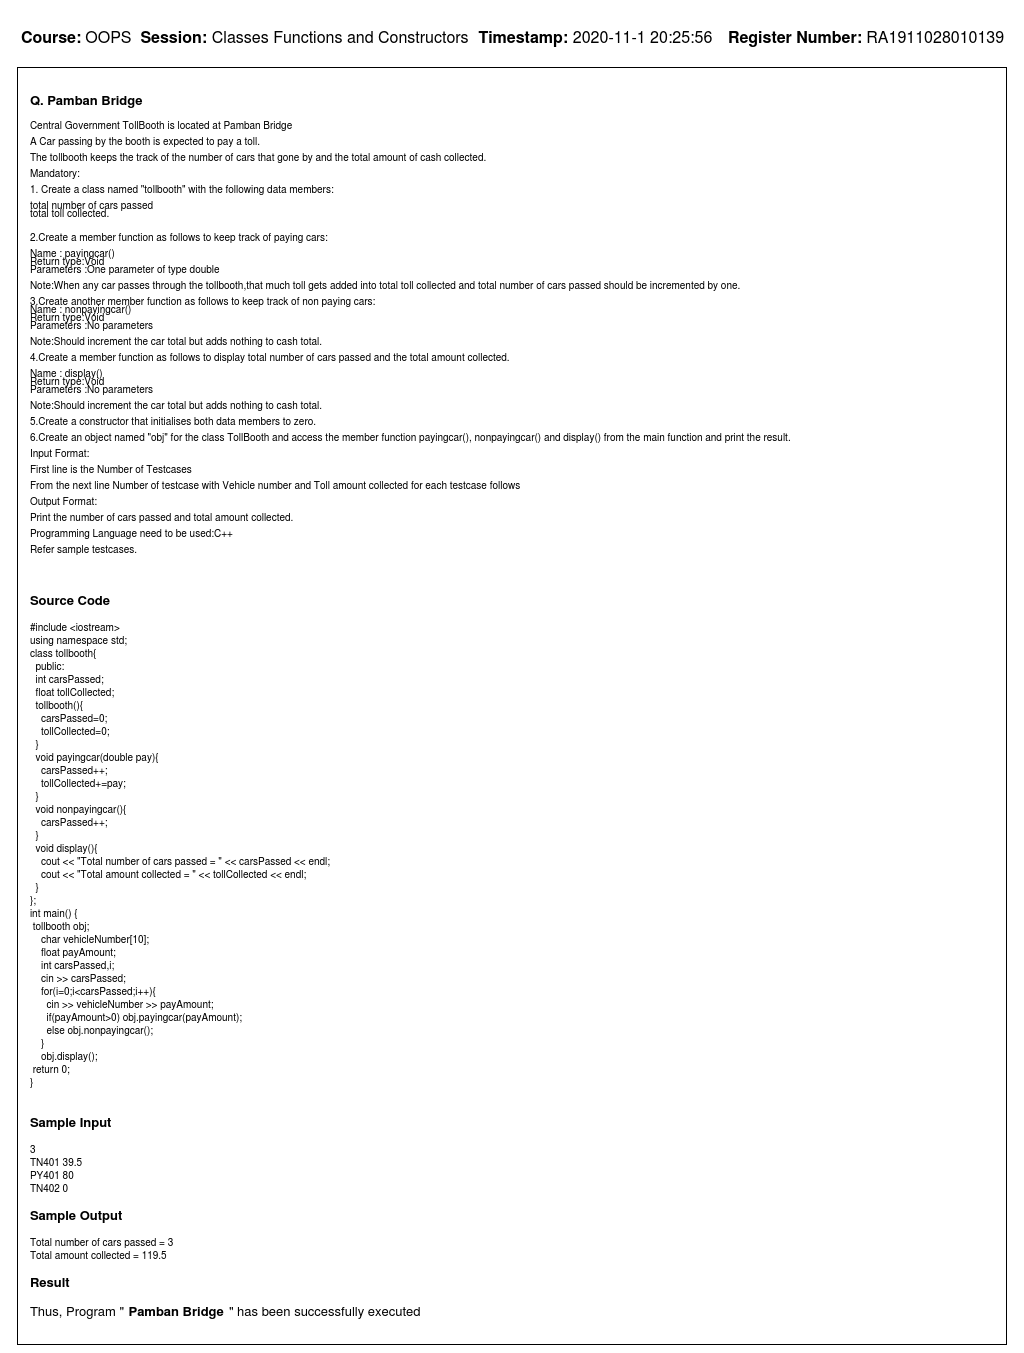 Course: OOPS Session: Classes Functions and Constructors Timestamp: 2020-11-1 20:25:56 Register Number: RA1911028010139
Q. Pamban Bridge
Central Government TollBooth is located at Pamban Bridge
A Car passing by the booth is expected to pay a toll.
The tollbooth keeps the track of the number of cars that gone by and the total amount of cash collected.
Mandatory:
1. Create a class named "tollbooth" with the following data members:
total number of cars passed
total toll collected.
2.Create a member function as follows to keep track of paying cars:
Name : payingcar()
Return type:Void
Parameters :One parameter of type double
Note:When any car passes through the tollbooth,that much toll gets added into total toll collected and total number of cars passed should be incremented by one.
3.Create another member function as follows to keep track of non paying cars:
Name : nonpayingcar()
Return type:Void
Parameters :No parameters
Note:Should increment the car total but adds nothing to cash total.
4.Create a member function as follows to display total number of cars passed and the total amount collected.
Name : display()
Return type:Void
Parameters :No parameters
Note:Should increment the car total but adds nothing to cash total.
5.Create a constructor that initialises both data members to zero.
6.Create an object named "obj" for the class TollBooth and access the member function payingcar(), nonpayingcar() and display() from the main function and print the result.
Input Format:
First line is the Number of Testcases
From the next line Number of testcase with Vehicle number and Toll amount collected for each testcase follows
Output Format:
Print the number of cars passed and total amount collected.
Programming Language need to be used:C++
Refer sample testcases.
Source Code
#include <iostream>
using namespace std;
class tollbooth{
public:
int carsPassed;
float tollCollected;
tollbooth(){
carsPassed=0;
tollCollected=0;
}
void payingcar(double pay){
carsPassed++;
tollCollected+=pay;
}
void nonpayingcar(){
carsPassed++;
}
void display(){
cout << "Total number of cars passed = " << carsPassed << endl;
cout << "Total amount collected = " << tollCollected << endl;
}
};
int main() {
tollbooth obj;
char vehicleNumber[10];
float payAmount;
int carsPassed,i;
cin >> carsPassed;
for(i=0;i<carsPassed;i++){
cin >> vehicleNumber >> payAmount;
if(payAmount>0) obj.payingcar(payAmount);
else obj.nonpayingcar();
}
obj.display();
return 0;
}
Sample Input
3
TN401 39.5
PY401 80
TN402 0
Sample Output
Total number of cars passed = 3
Total amount collected = 119.5
Result
Thus, Program " Pamban Bridge " has been successfully executed